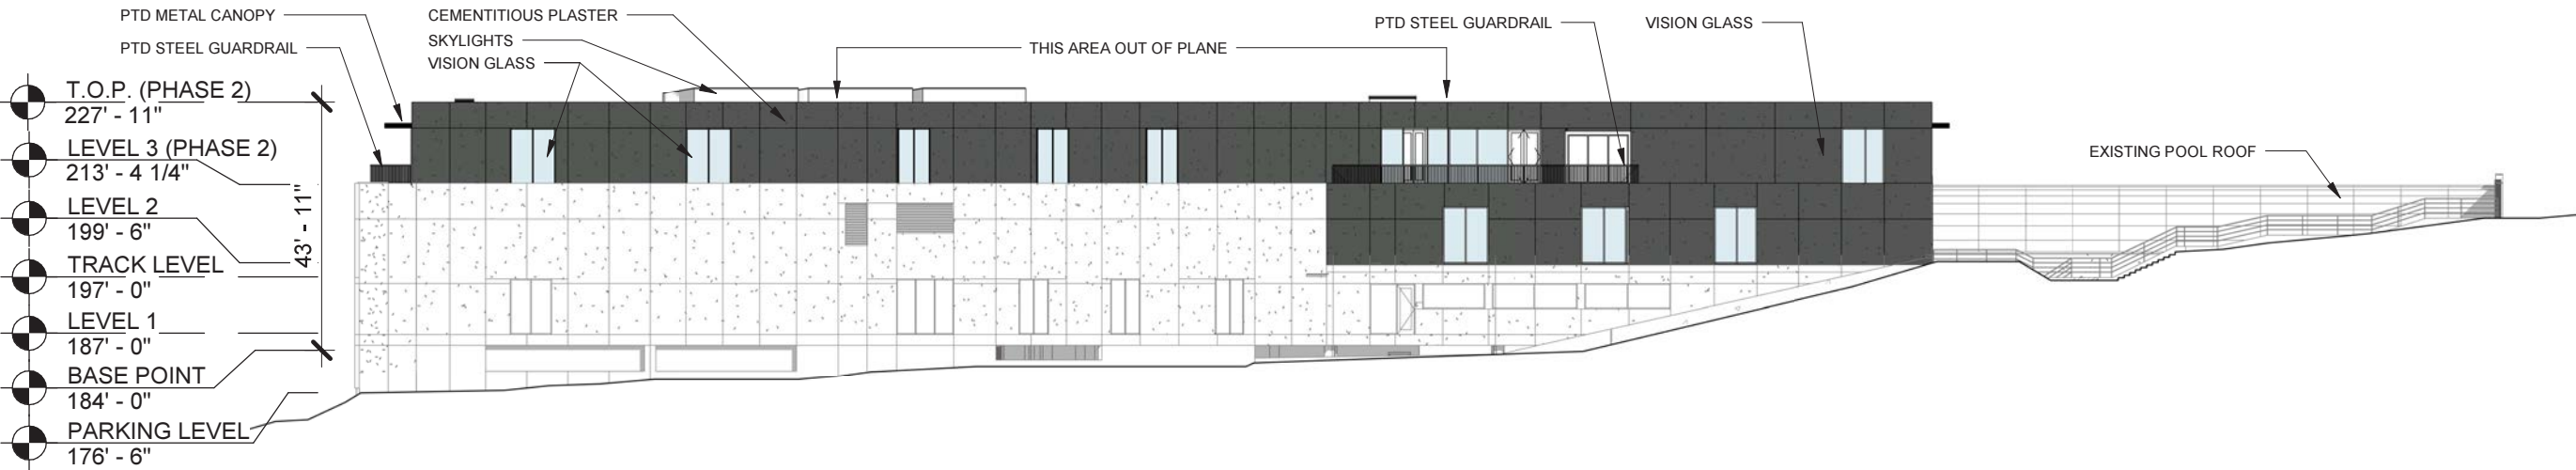 PTD METAL CANOPY
CEMENTITIOUS PLASTER
PTD STEEL GUARDRAIL
VISION GLASS
SKYLIGHTS
PTD STEEL GUARDRAIL
THIS AREA OUT OF PLANE
VISION GLASS
T.O.P. (PHASE 2)
227' - 11"
LEVEL 3 (PHASE 2)
213' - 4 1/4"
EXISTING POOL ROOF
LEVEL 2
199' - 6"
43' - 11"
TRACK LEVEL
197' - 0"
LEVEL 1
187' - 0"
BASE POINT
184' - 0"
PARKING LEVEL
176' - 6"